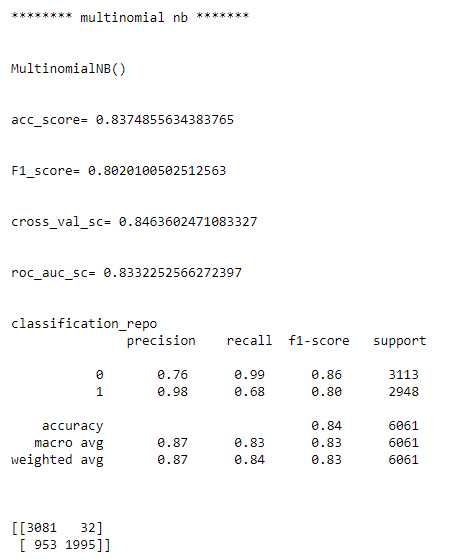 ******** multinomial nb *******
MultinomialNB()
acc_score= 0.8374855634383765
F1_score= 0.8020100502512563
cross_val_sc= 0.8463602471083327
roc_auc_sc= 0.8332252566272397
classification_repo
precision recall f1-score support
0 0.76 0.99 0.86 3113
1 0.98 0.68 0.80 2948
accuracy 0.84 6061
macro avg 0.87 0.83 0.83 6061
weighted avg 0.87 0.84 0.83 6061
[[3081 32]
[ 953 1995]]